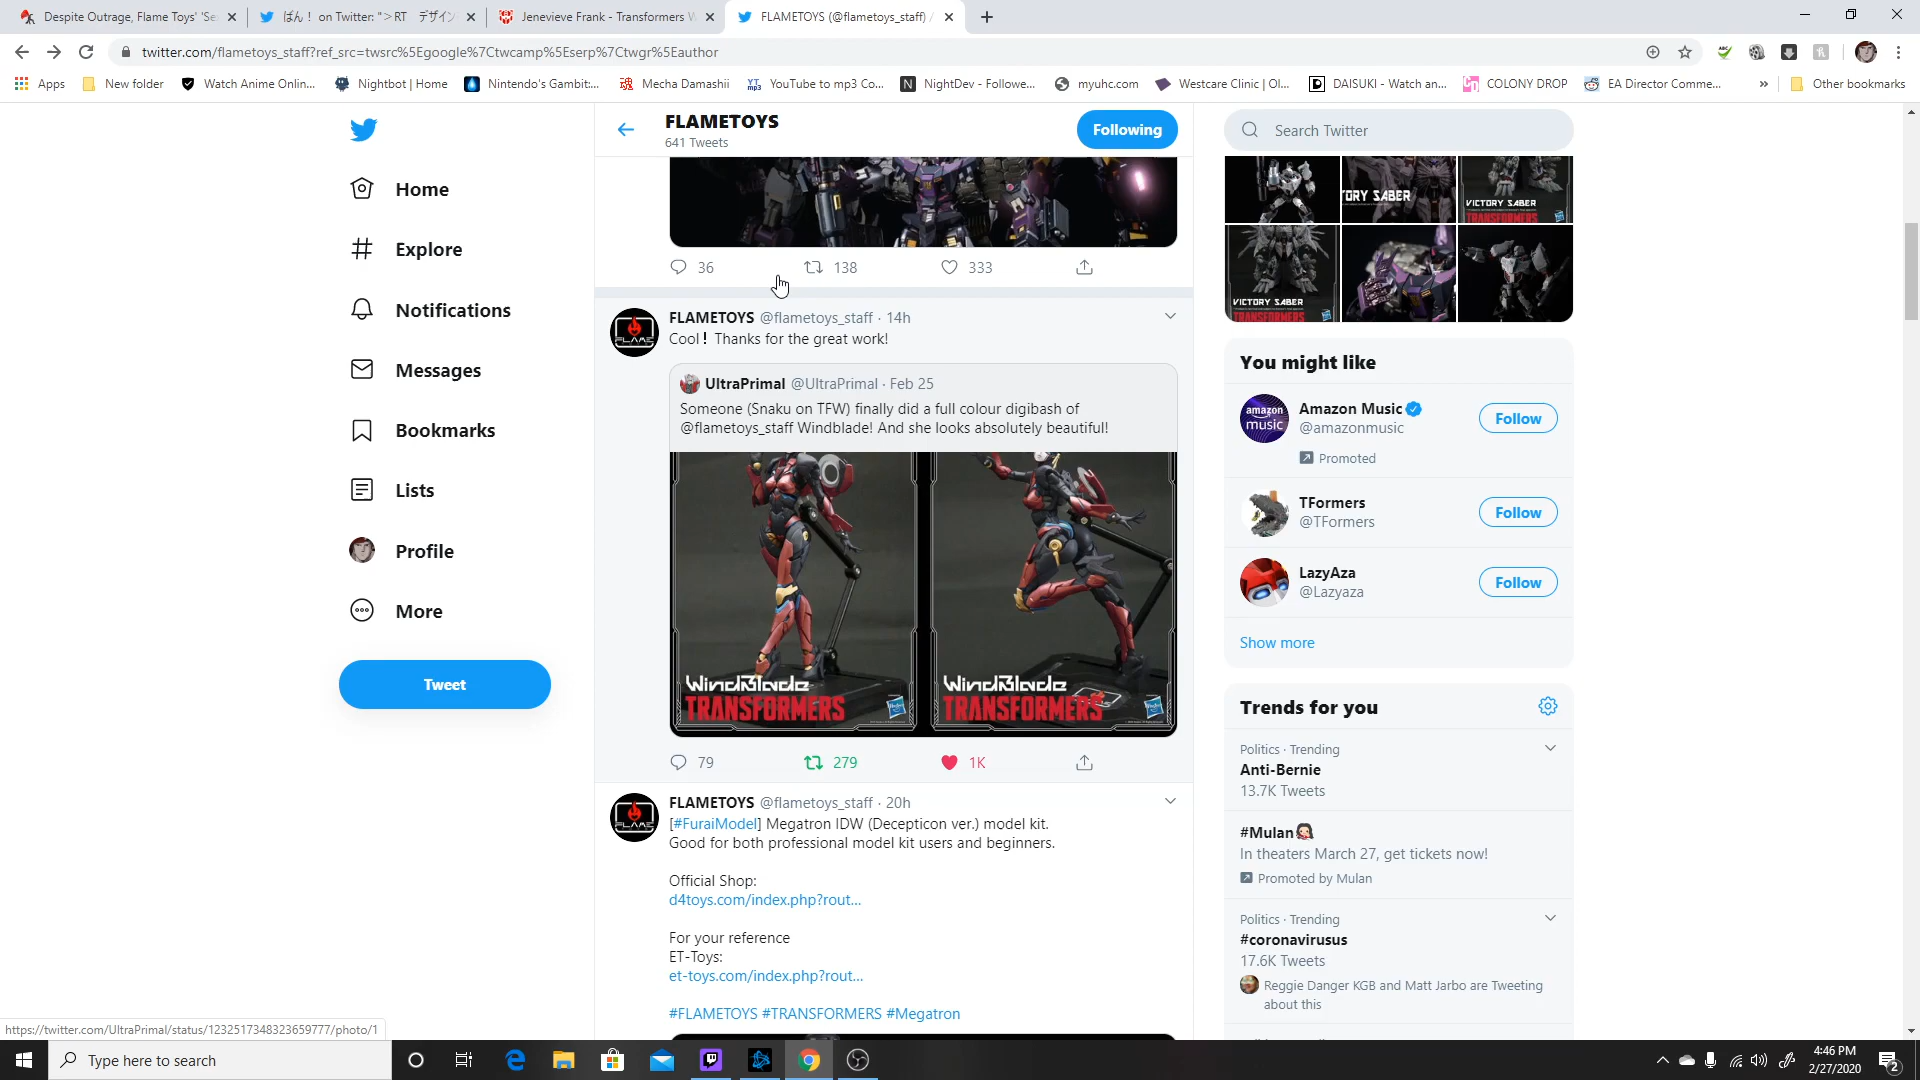 Despite Outrage, Flame Toys' 'Se
ばん！ on Twitter: ">RT デザイン
Jenevieve Frank - Transformers W
FLAMETOYS (@flametoys_staff) /
twitter.com/flametoys_staff?ref_src=twsrc%5Egoogle%7Ctwcamp%5Eserp%7Ctwgr%5Eauthor
Apps
New folder
Watch Anime Onlin...
Nightbot | Home
Nintendo's Gambit:...
Mecha Damashii
YouTube to mp3 Co...
NightDev - Followe...
myuhc.com
Westcare Clinic | Ol...
DAISUKI - Watch an...
COLONY DROP
EA Director Comme...
»
Other bookmarks
Home
Explore
Notifications
Messages
Bookmarks
Lists
Profile
More
Tweet
FLAMETOYS
641 Tweets
Following
36
138
333
FLAMETOYS @flametoys_staff · 14h
Cool！Thanks for the great work!
UltraPrimal @UltraPrimal · Feb 25
Someone (Snaku on TFW) finally did a full colour digibash of
@flametoys_staff Windblade! And she looks absolutely beautiful!
WindBlade
TRANSFORMERS
WindBlade
TRANSFORMERS
79
279
1K
FLAMETOYS @flametoys_staff · 20h
[#FuraiModel] Megatron IDW (Decepticon ver.) model kit.
Good for both professional model kit users and beginners.
Official Shop:
d4toys.com/index.php?rout...
For your reference
ET-Toys:
et-toys.com/index.php?rout...
#FLAMETOYS #TRANSFORMERS #Megatron
Search Twitter
TORY SABER
VICTORY SABER
TRANSFORMERS
VICTORY SABER
TRANSFORMERS
You might like
amazon music
Amazon Music
@amazonmusic
Promoted
Follow
TFormers
@TFormers
Follow
LazyAza
@Lazyaza
Follow
Show more
Trends for you
Politics · Trending
Anti-Bernie
13.7K Tweets
#Mulan
In theaters March 27, get tickets now!
Promoted by Mulan
Politics · Trending
#coronavirusus
17.6K Tweets
Reggie Danger KGB and Matt Jarbo are Tweeting
about this
https://twitter.com/UltraPrimal/status/1232517348323659777/photo/1
Type here to search
4:46 PM
2/27/2020
2